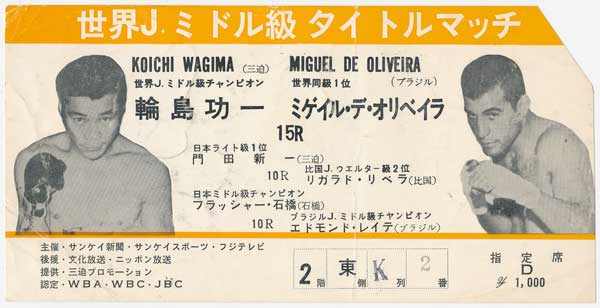 世界J.ミドル級 タイトルマッチ
KOICHI WAGIMA (三迫) MIGUEL DE OLIVEIRA
世界J.ミドル級チャンピオン 世界同級1位 (ブラジル)
輪島功一 ミゲイル・デ・オリベイラ
15R
日本ライト級1位
門田新一(三迫)
10R 比国J.ウエルター級2位
リガラド・リベラ(比国)
日本ミドル級チャンピオン
フラッシャー・石橋(石橋)
10R ブラジルJ.ミドル級チャンピオン
エドモンド・レイテ(ブラジル)
主催・サンケイ新聞・サンケイスポーツ・フジテレビ
後援・文化放送・ニッポン放送
提供・三迫プロモーション
認定・WBA・WBC・JBC
2階 東側 K列 2番
指定席
D
¥1,000